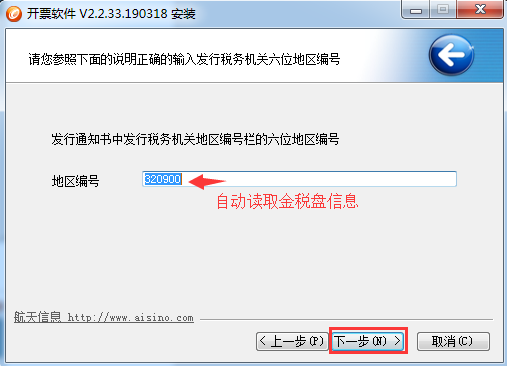 开票软件 V2.2.33.190318 安装
请您参照下面的说明正确的输入发行税务机关六位地区编号
发行通知书中发行税务机关地区编号栏的六位地区编号
地区编号 320900
自动读取金税盘信息
航天信息 http://www.aisino.com
< 上一步(P) 下一步(N) > 取消(C)